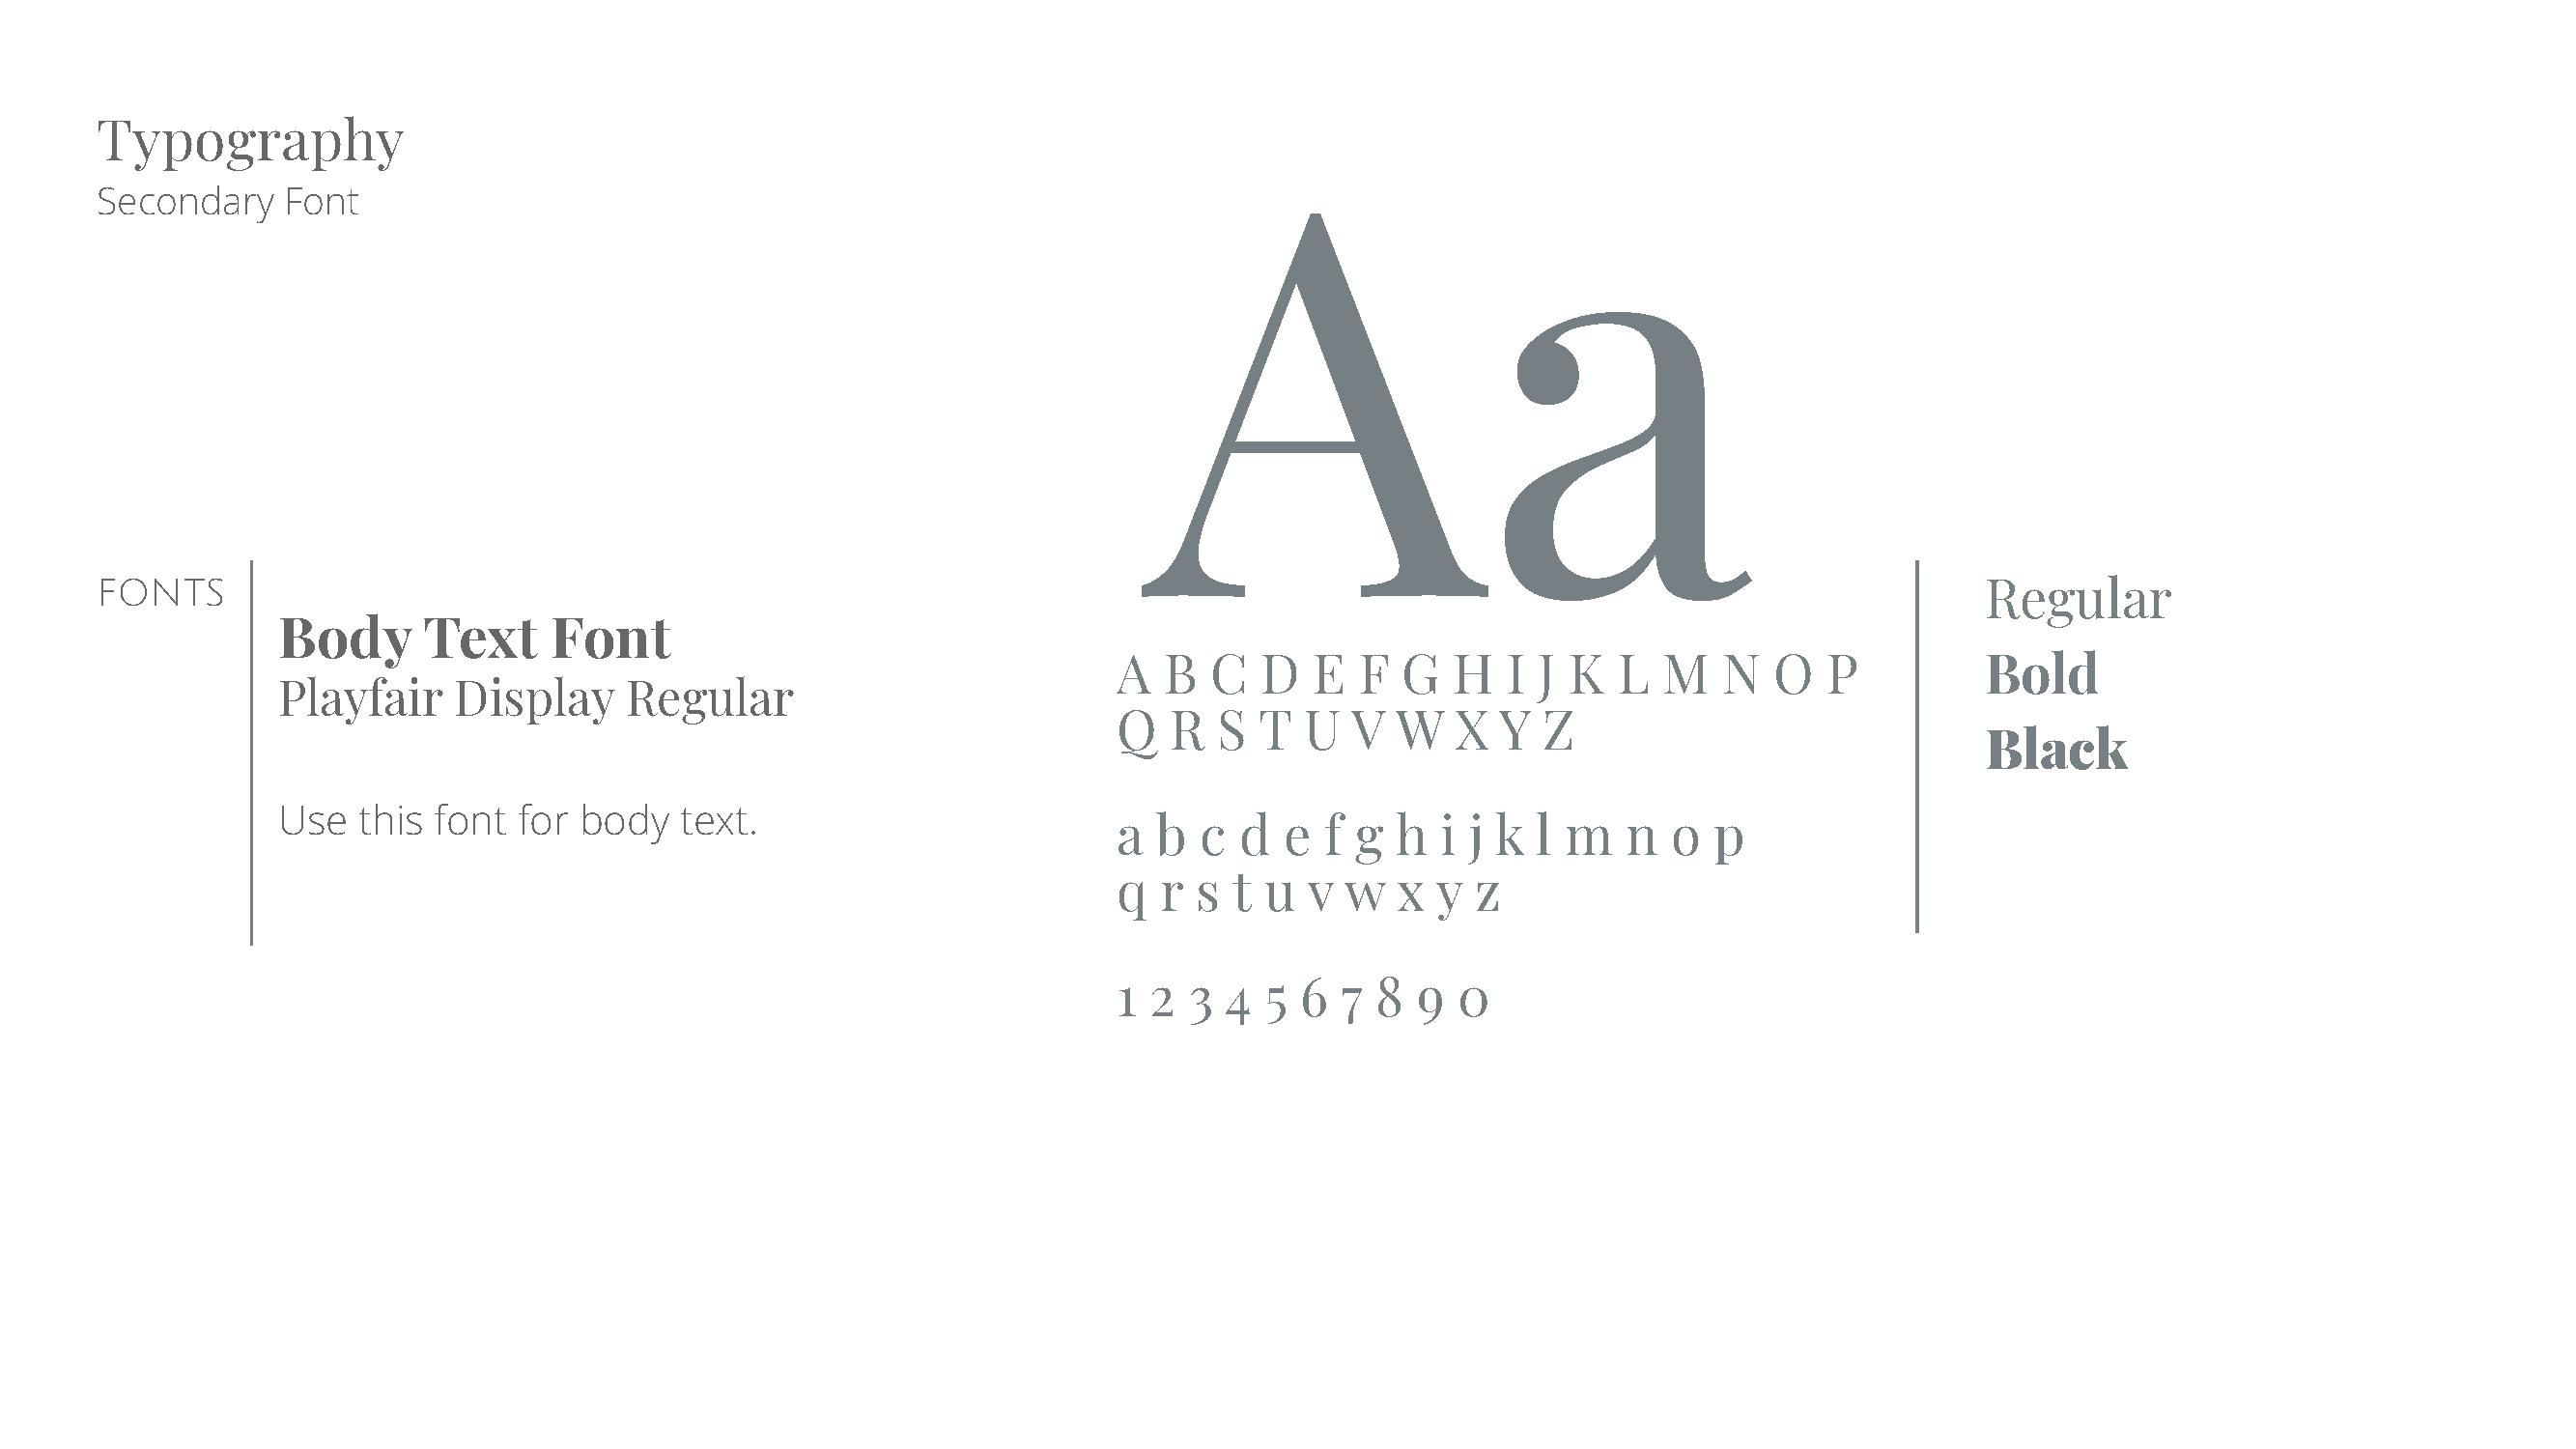 Typography
Secondary Font
FONTS
Body Text Font
Playfair Display Regular
Use this font for body text.
Aa
A B C D E F G H I J K L M N O P
Q R S T U V W X Y Z
a b c d e f g h i j k l m n o p
q r s t u v w x y z
1 2 3 4 5 6 7 8 9 0
Regular
Bold
Black